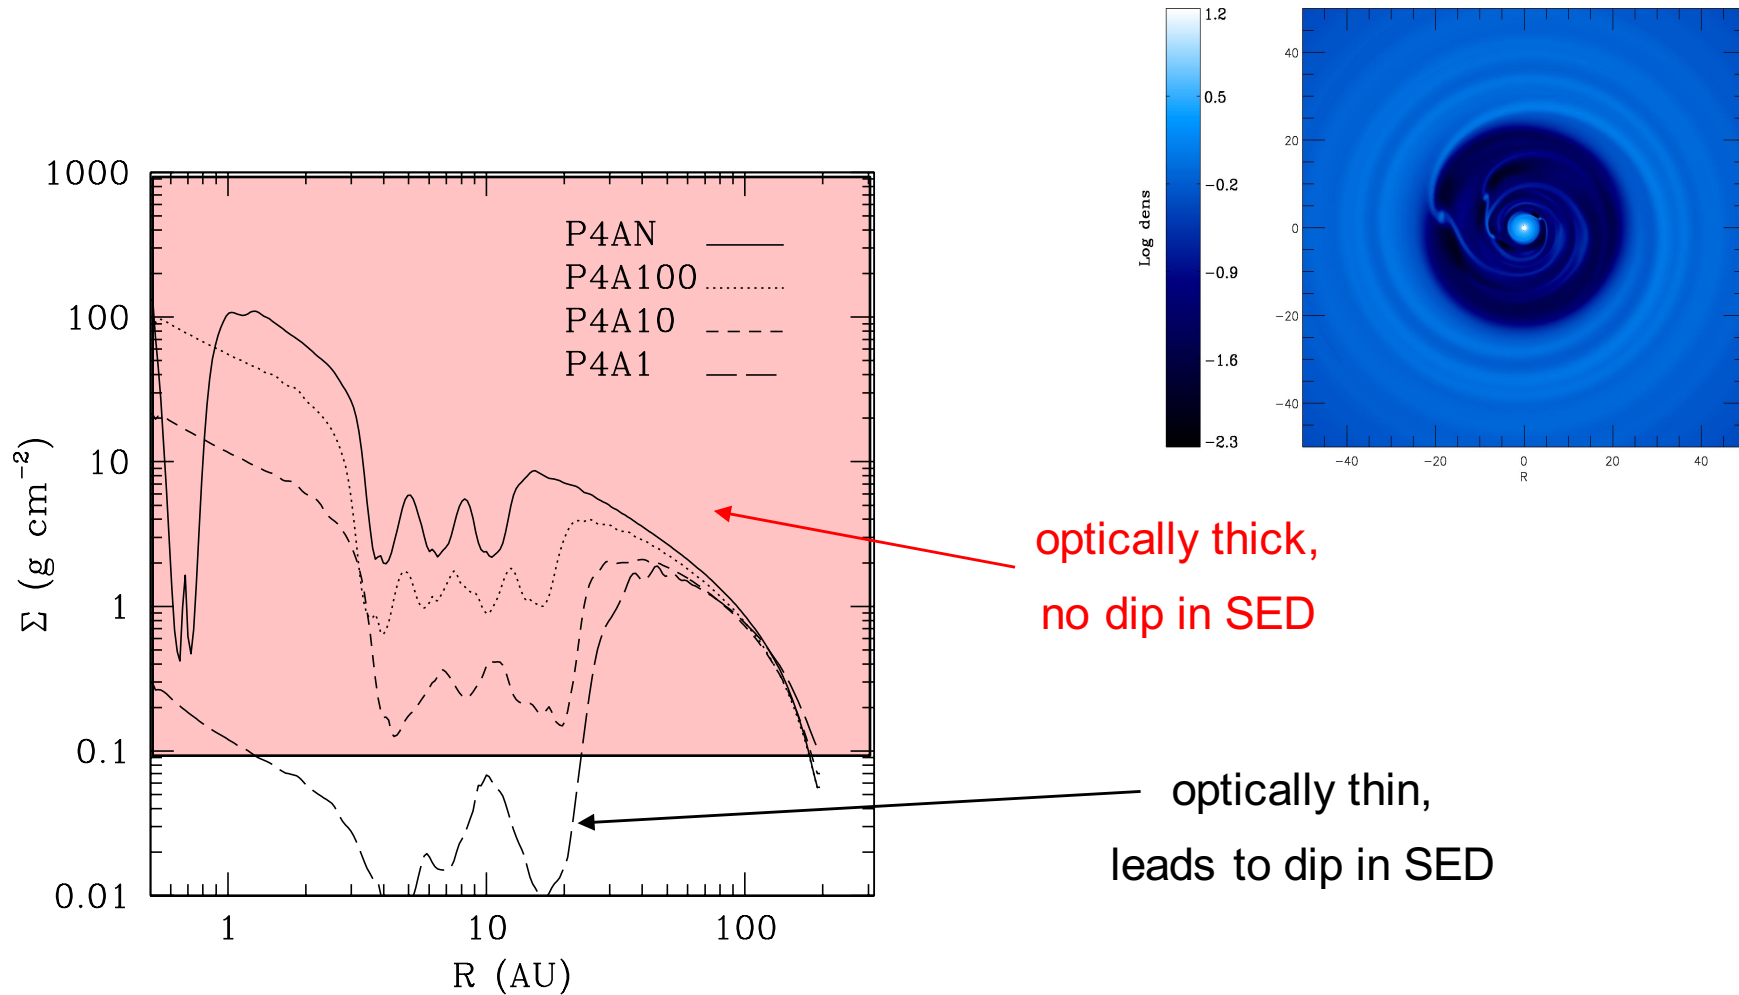 1.2
0.5
-0.2
-0.9
-1.6
-2.3
Log dens
40
20
0
-20
-40
-40 -20 0 20 40
R
1000
100
10
1
0.1
0.01
Σ (g cm⁻²)
P4AN
P4A100
P4A10
P4A1
1 10 100
R (AU)
optically thick,
no dip in SED
optically thin,
leads to dip in SED